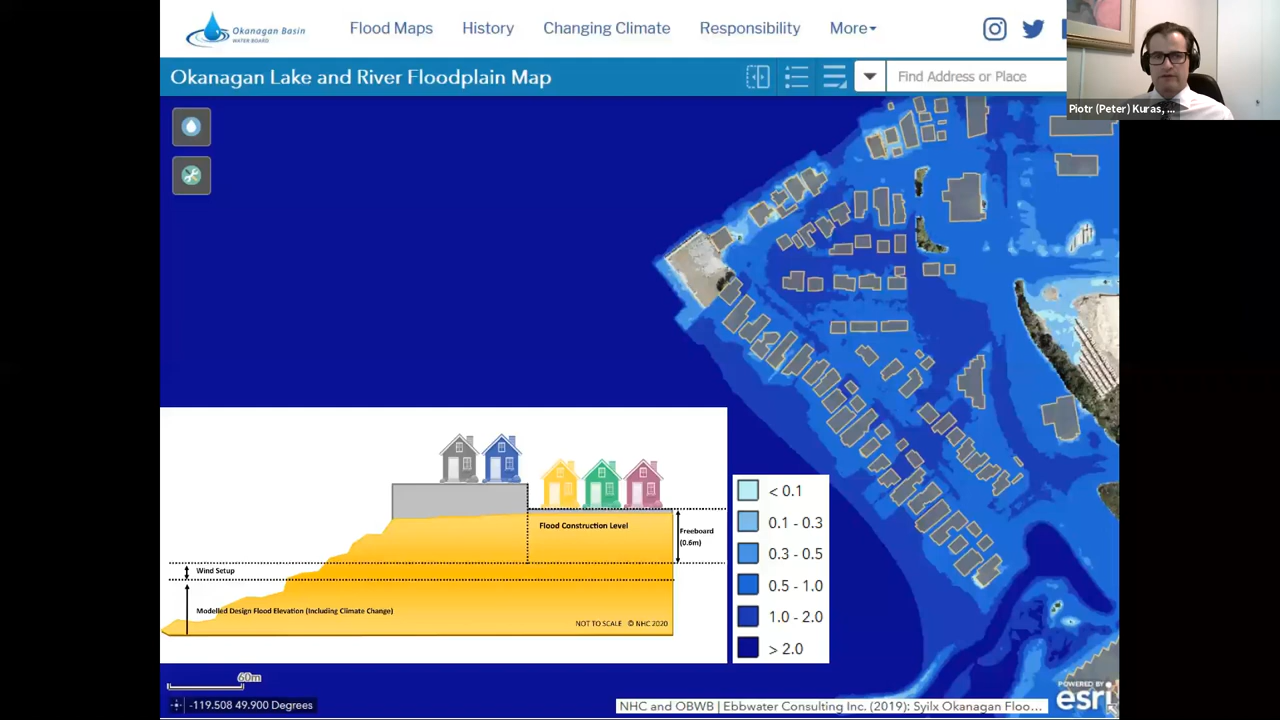 Okanagan Basin
WATER BOARD
Flood Maps History Changing Climate Responsibility More
Okanagan Lake and River Floodplain Map
Find Address or Place
Piotr (Peter) Kuras, ...
Flood Construction Level
Freeboard
(0.6m)
Wind Setup
Modelled Design Flood Elevation (Including Climate Change)
NOT TO SCALE © NHC 2020
< 0.1
0.1 - 0.3
0.3 - 0.5
0.5 - 1.0
1.0 - 2.0
> 2.0
60m
-119.508 49.900 Degrees
NHC and OBWB | Ebbwater Consulting Inc. (2019): Syilx Okanagan Floo...
POWERED BY
esri